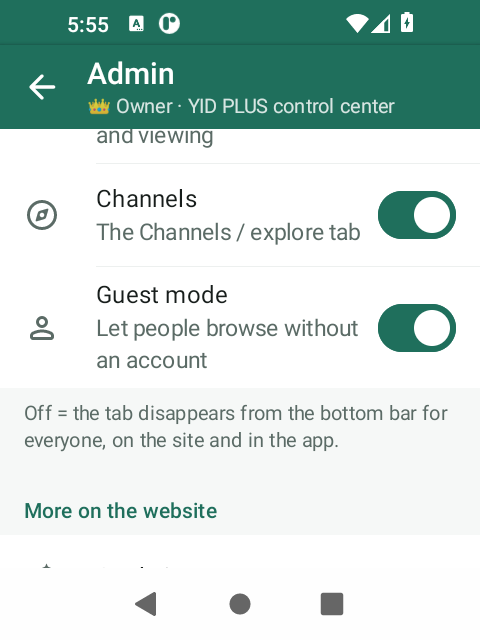 5:55
Admin
👑 Owner · YID PLUS control center
and viewing
Channels
The Channels / explore tab
Guest mode
Let people browse without
an account
Off = the tab disappears from the bottom bar for
everyone, on the site and in the app.
More on the website